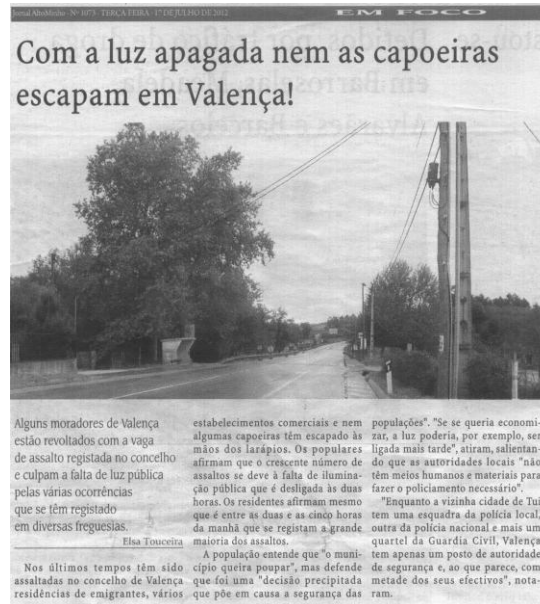 Jornal AltoMinho - Nº 1073 - TERÇA FEIRA - 17 DE JULHO DE 2012
EM FOCO
Com a luz apagada nem as capoeiras
escapam em Valença!
Alguns moradores de Valença
estão revoltados com a vaga
de assalto registada no concelho
e culpam a falta de luz pública
pelas várias ocorrências
que se têm registado
em diversas freguesias.
Elsa Touceira
Nos últimos tempos têm sido
assaltadas no concelho de Valença
residências de emigrantes, vários
estabelecimentos comerciais e nem
algumas capoeiras têm escapado às
mãos dos larápios. Os populares
afirmam que o crescente número de
assaltos se deve à falta de ilumina-
ção pública que é desligada às duas
horas. Os residentes afirmam mesmo
que é entre as duas e as cinco horas
da manhã que se registam a grande
maioria dos assaltos.
A população entende que "o muni-
cípio queira poupar", mas defende
que foi uma "decisão precipitada
que põe em causa a segurança das
populações". "Se se queria economi-
zar, a luz poderia, por exemplo, ser
ligada mais tarde", atiram, salientan-
do que as autoridades locais "não
têm meios humanos e materiais para
fazer o policiamento necessário".
"Enquanto a vizinha cidade de Tui
tem uma esquadra da polícia local,
outra da polícia nacional e mais um
quartel da Guardia Civil, Valença
tem apenas um posto de autoridade
de segurança e, ao que parece, com
metade dos seus efectivos", nota-
ram.